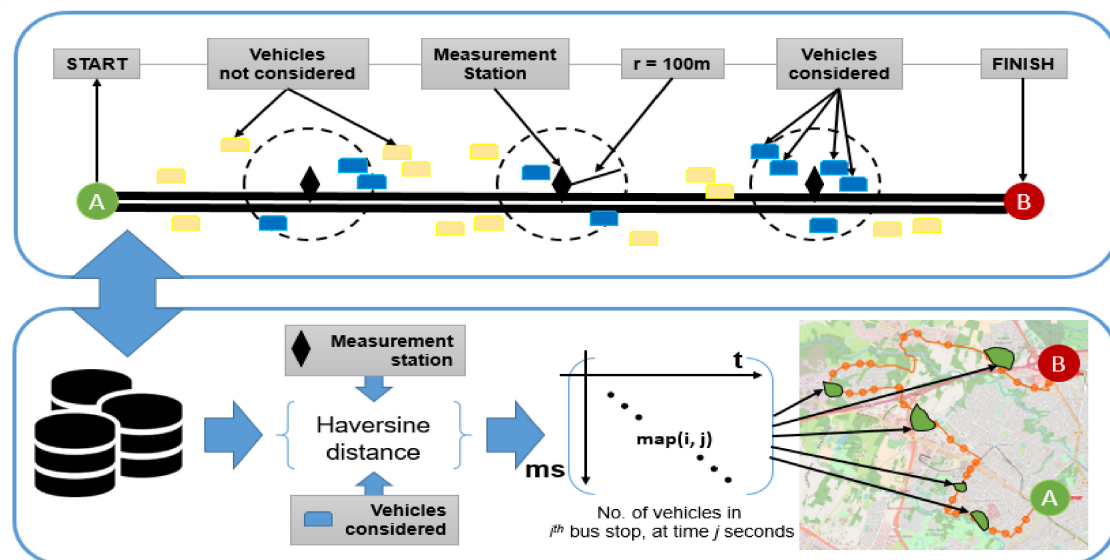 START
Vehicles
not considered
Measurement
Station
r = 100m
Vehicles
considered
FINISH
A
B
Measurement
station
Haversine
distance
Vehicles
considered
t
map(i, j)
ms
No. of vehicles in
iᵗʰ bus stop, at time j seconds
B
A